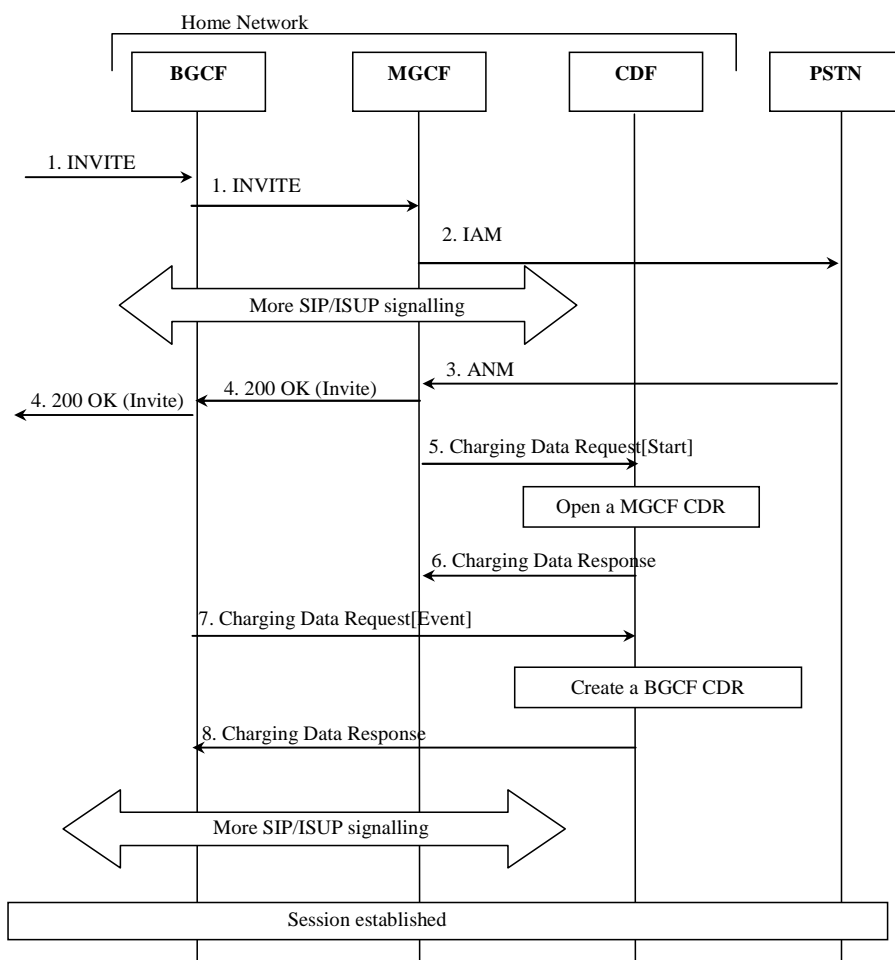 Home Network
BGCF
MGCF
CDF
PSTN
1. INVITE
1. INVITE
2. IAM
More SIP/ISUP signalling
3. ANM
4. 200 OK (Invite)
4. 200 OK (Invite)
5. Charging Data Request[Start]
Open a MGCF CDR
6. Charging Data Response
7. Charging Data Request[Event]
Create a BGCF CDR
8. Charging Data Response
More SIP/ISUP signalling
Session established